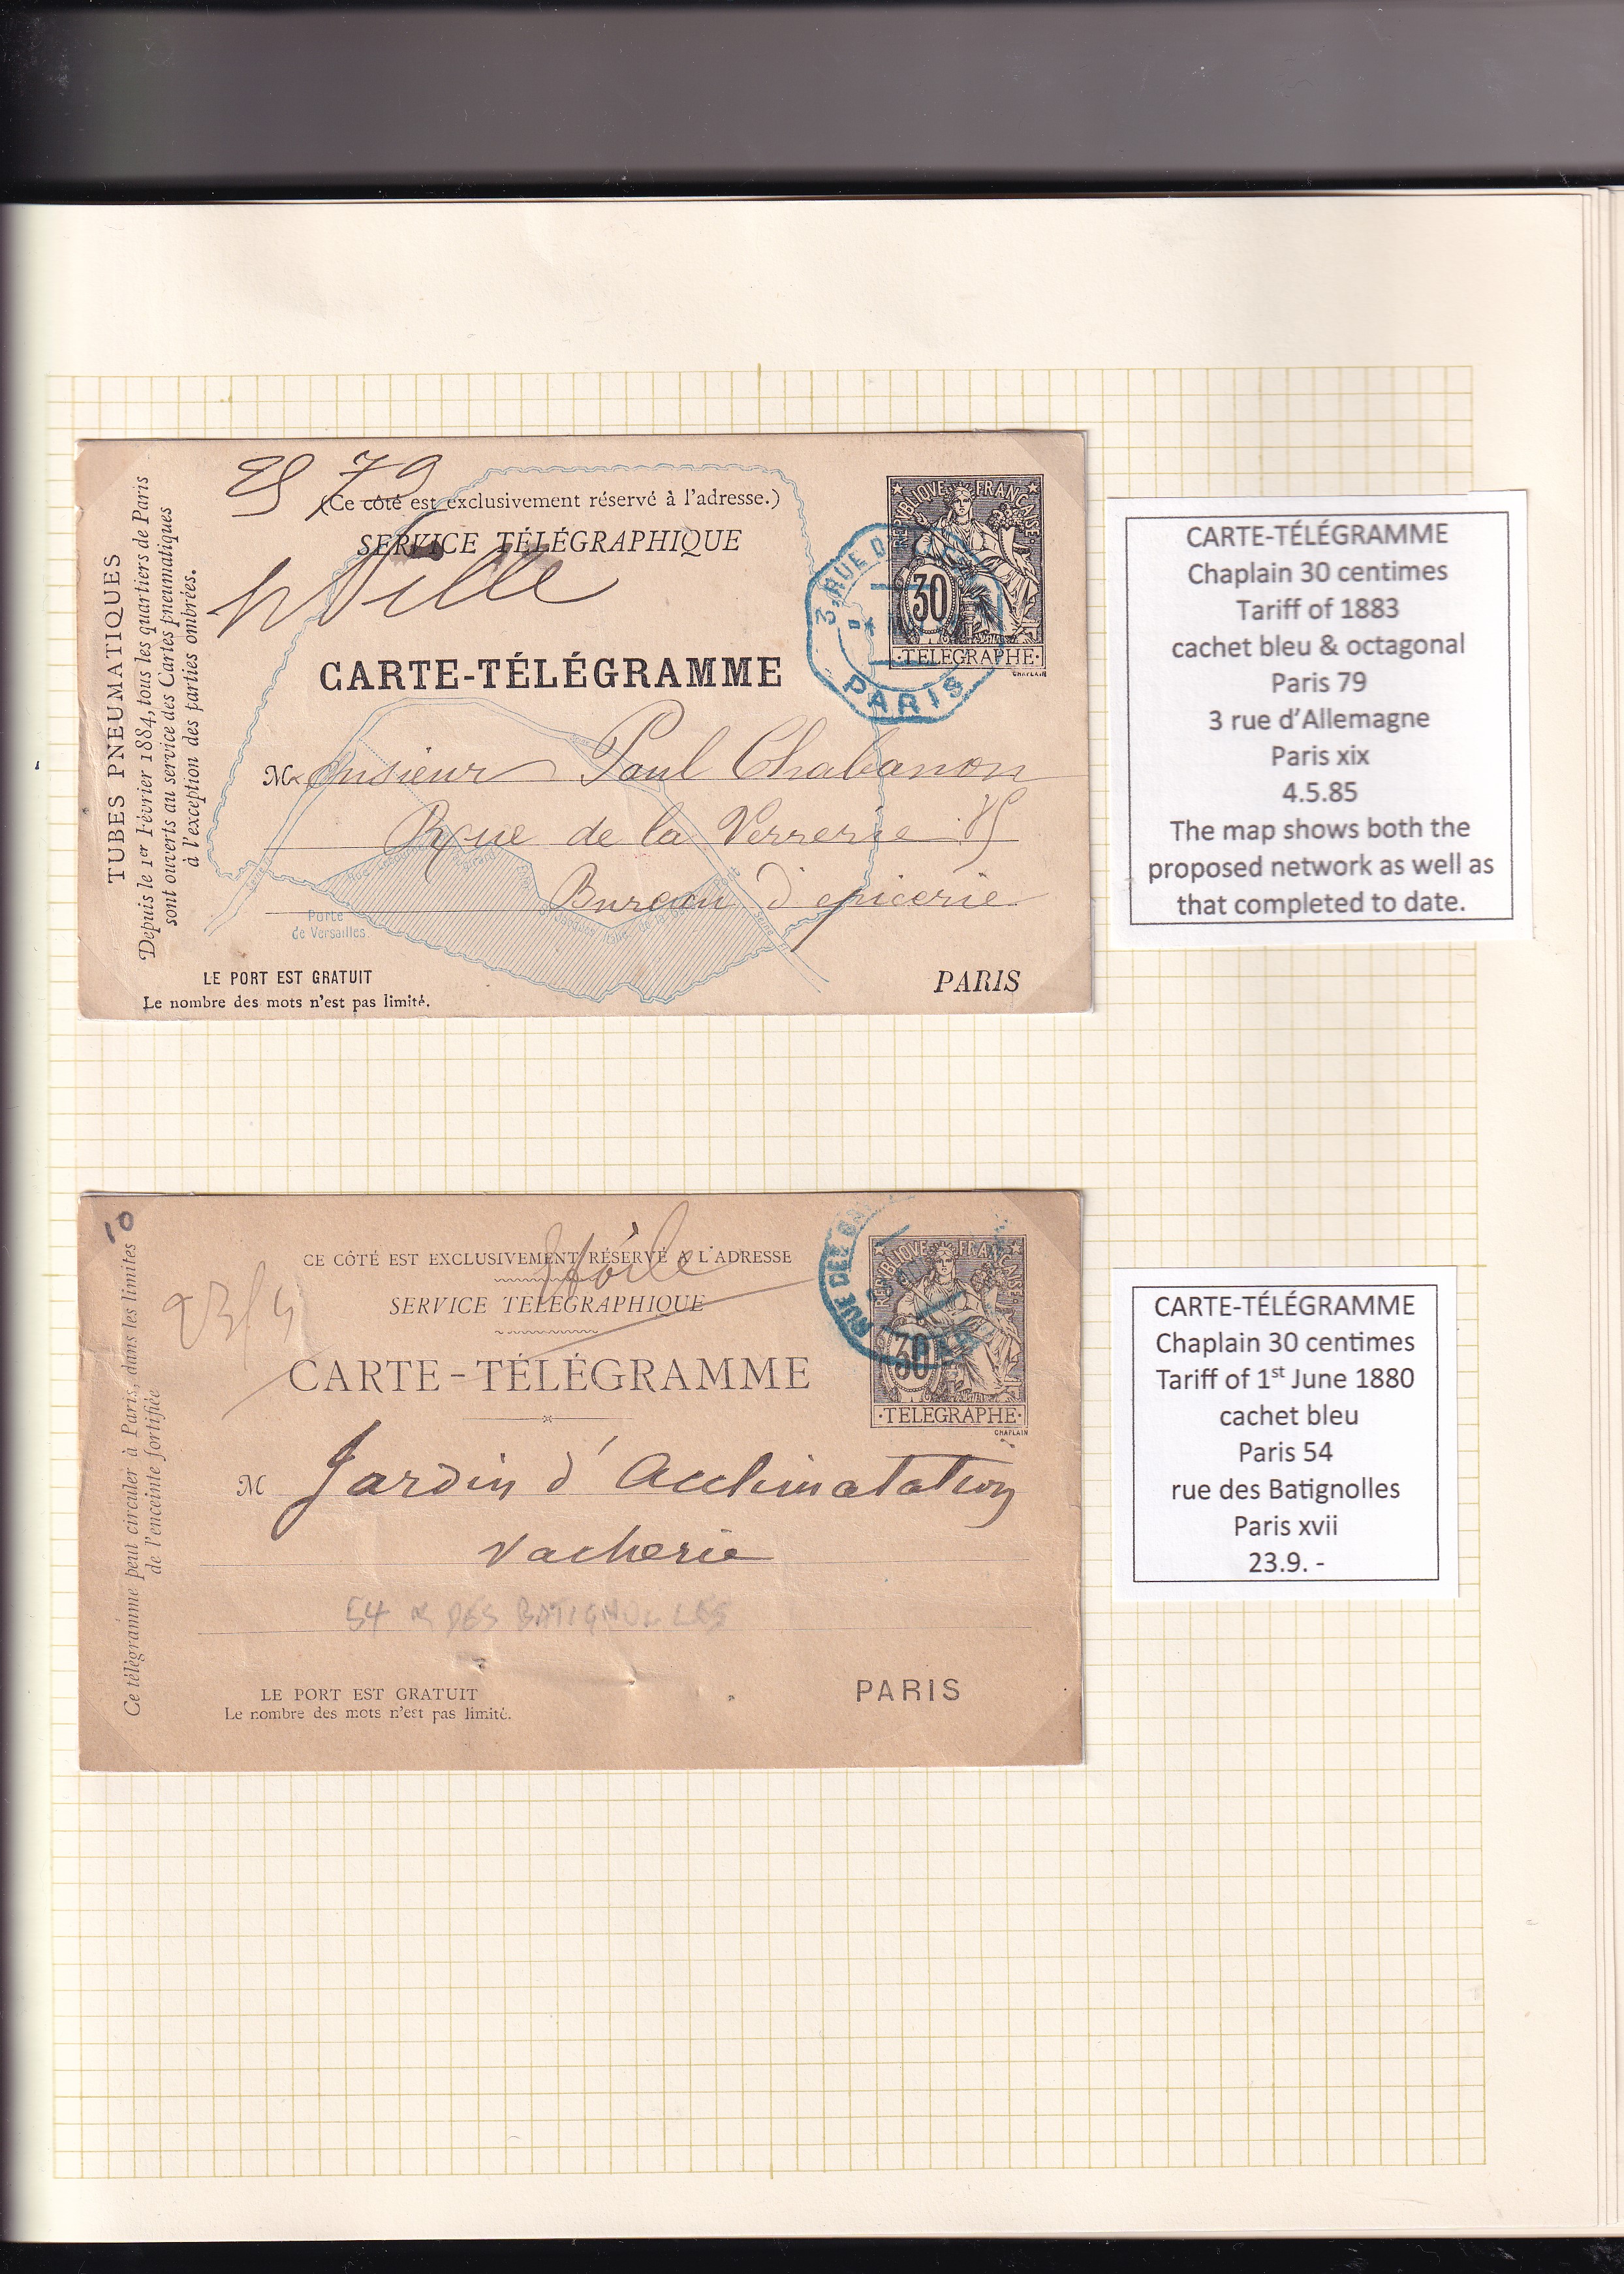 25 79
(Ce côté est exclusivement réservé à l'adresse.)
SERVICE TÉLÉGRAPHIQUE
Ville
CARTE-TÉLÉGRAMME
TUBES PNEUMATIQUES
Depuis le 1er Février 1884, tous les quartiers de Paris
sont ouverts au service des Cartes pneumatiques
à l'exception des parties ombrées.
RÉPUBLIQUE FRANÇAISE
30
·TELEGRAPHE·
CHAPLAIN
3, RUE D'
PARIS
Monsieur Paul Chabanon
Rue de la Verrerie
Bureau d'epicerie
Porte
de Versailles
Seine
LE PORT EST GRATUIT
Le nombre des mots n'est pas limité.
PARIS
CARTE-TÉLÉGRAMME
Chaplain 30 centimes
Tariff of 1883
cachet bleu & octagonal
Paris 79
3 rue d'Allemagne
Paris xix
4.5.85
The map shows both the
proposed network as well as
that completed to date.
10
CE CÔTÉ EST EXCLUSIVEMENT RÉSERVÉ A L'ADRESSE
SERVICE TELEGRAPHIQUE
CARTE-TÉLÉGRAMME
Ce télégramme peut circuler à Paris, dans les limites
de l'enceinte fortifiée
RÉPUBLIQUE FRANÇAISE
30
·TELEGRAPHE·
CHAPLAIN
RUE DES
M Jardin d'Acclimatation
Vacherie
54 R DES BATIGNOLLES
LE PORT EST GRATUIT
Le nombre des mots n'est pas limité.
PARIS
CARTE-TÉLÉGRAMME
Chaplain 30 centimes
Tariff of 1st June 1880
cachet bleu
Paris 54
rue des Batignolles
Paris xvii
23.9. -